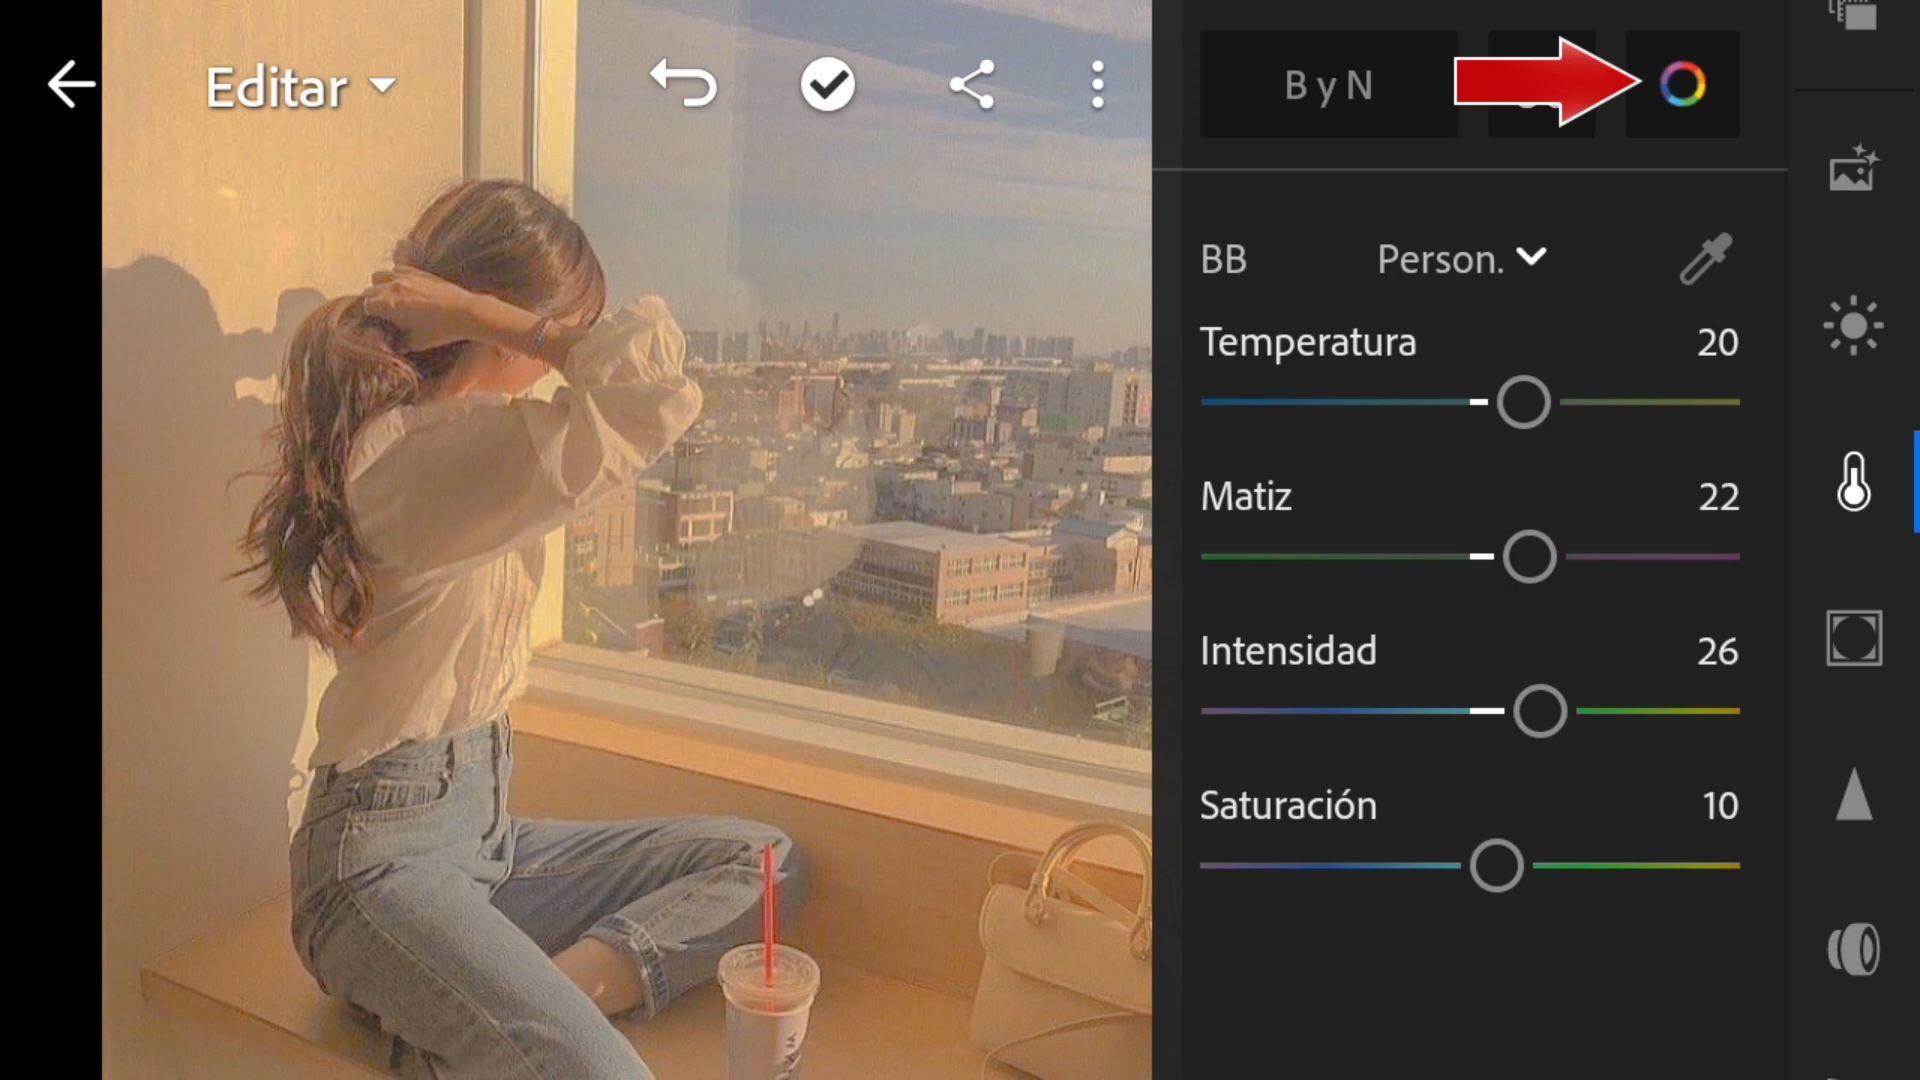 Editar
B y N
BB Person.
Temperatura 20
Matiz 22
Intensidad 26
Saturación 10